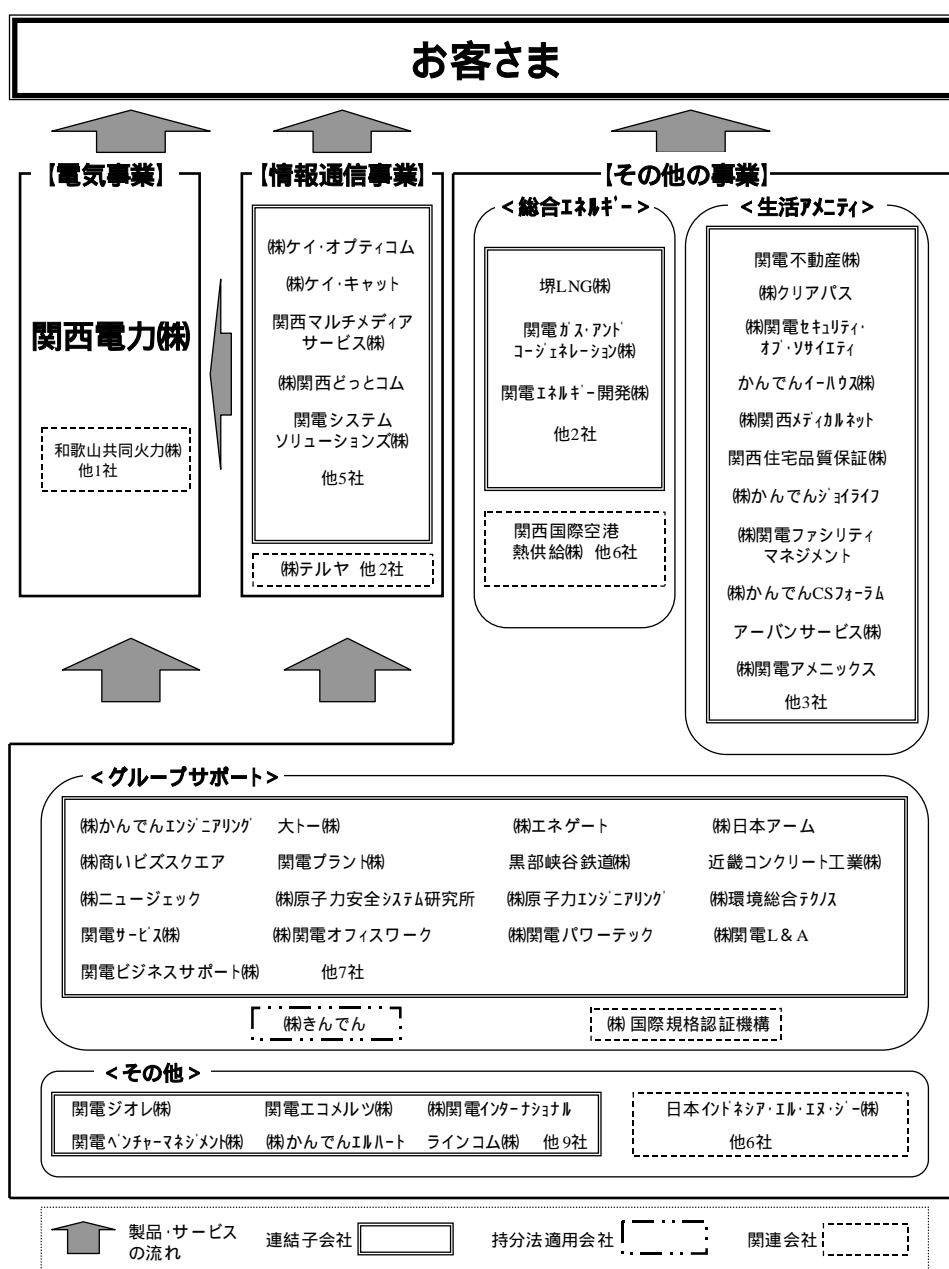 お客さま
【電気事業】
関西電力㈱
和歌山共同火力㈱
他1社
【情報通信事業】
㈱ケイ・オプティコム
㈱ケイ・キャット
関西マルチメディア
サービス㈱
㈱関西どっとコム
関電システム
ソリューションズ㈱
他5社
㈱テルヤ 他2社
【その他の事業】
<総合エネルギー>
堺LNG㈱
関電ガス・アンド
コージェネレーション㈱
関電エネルギー開発㈱
他2社
関西国際空港
熱供給㈱ 他6社
<生活アメニティ>
関電不動産㈱
㈱クリアパス
㈱関電セキュリティ・
オブ・ソサイエティ
かんでんイーハウス㈱
㈱関西メディカルネット
関西住宅品質保証㈱
㈱かんでんジョイライフ
㈱関電ファシリティ
マネジメント
㈱かんでんCSフォーラム
アーバンサービス㈱
㈱関電アメニックス
他3社
<グループサポート>
㈱かんでんエンジニアリング 大トー㈱ ㈱エネゲート ㈱日本アーム
㈱商いビズスクエア 関電プラント㈱ 黒部峡谷鉄道㈱ 近畿コンクリート工業㈱
㈱ニュージェック ㈱原子力安全システム研究所 ㈱原子力エンジニアリング ㈱環境総合テクノス
関電サービス㈱ ㈱関電オフィスワーク ㈱関電パワーテック ㈱関電L&A
関電ビジネスサポート㈱ 他7社
㈱きんでん ㈱国際規格認証機構
<その他>
関電ジオレ㈱ 関電エコメルツ㈱ ㈱関電インターナショナル
関電ベンチャーマネジメント㈱ ㈱かんでんエルハート ラインコム㈱ 他9社
日本インドネシア・エル・エヌ・ジー㈱
他6社
製品・サービス
の流れ
連結子会社
持分法適用会社
関連会社